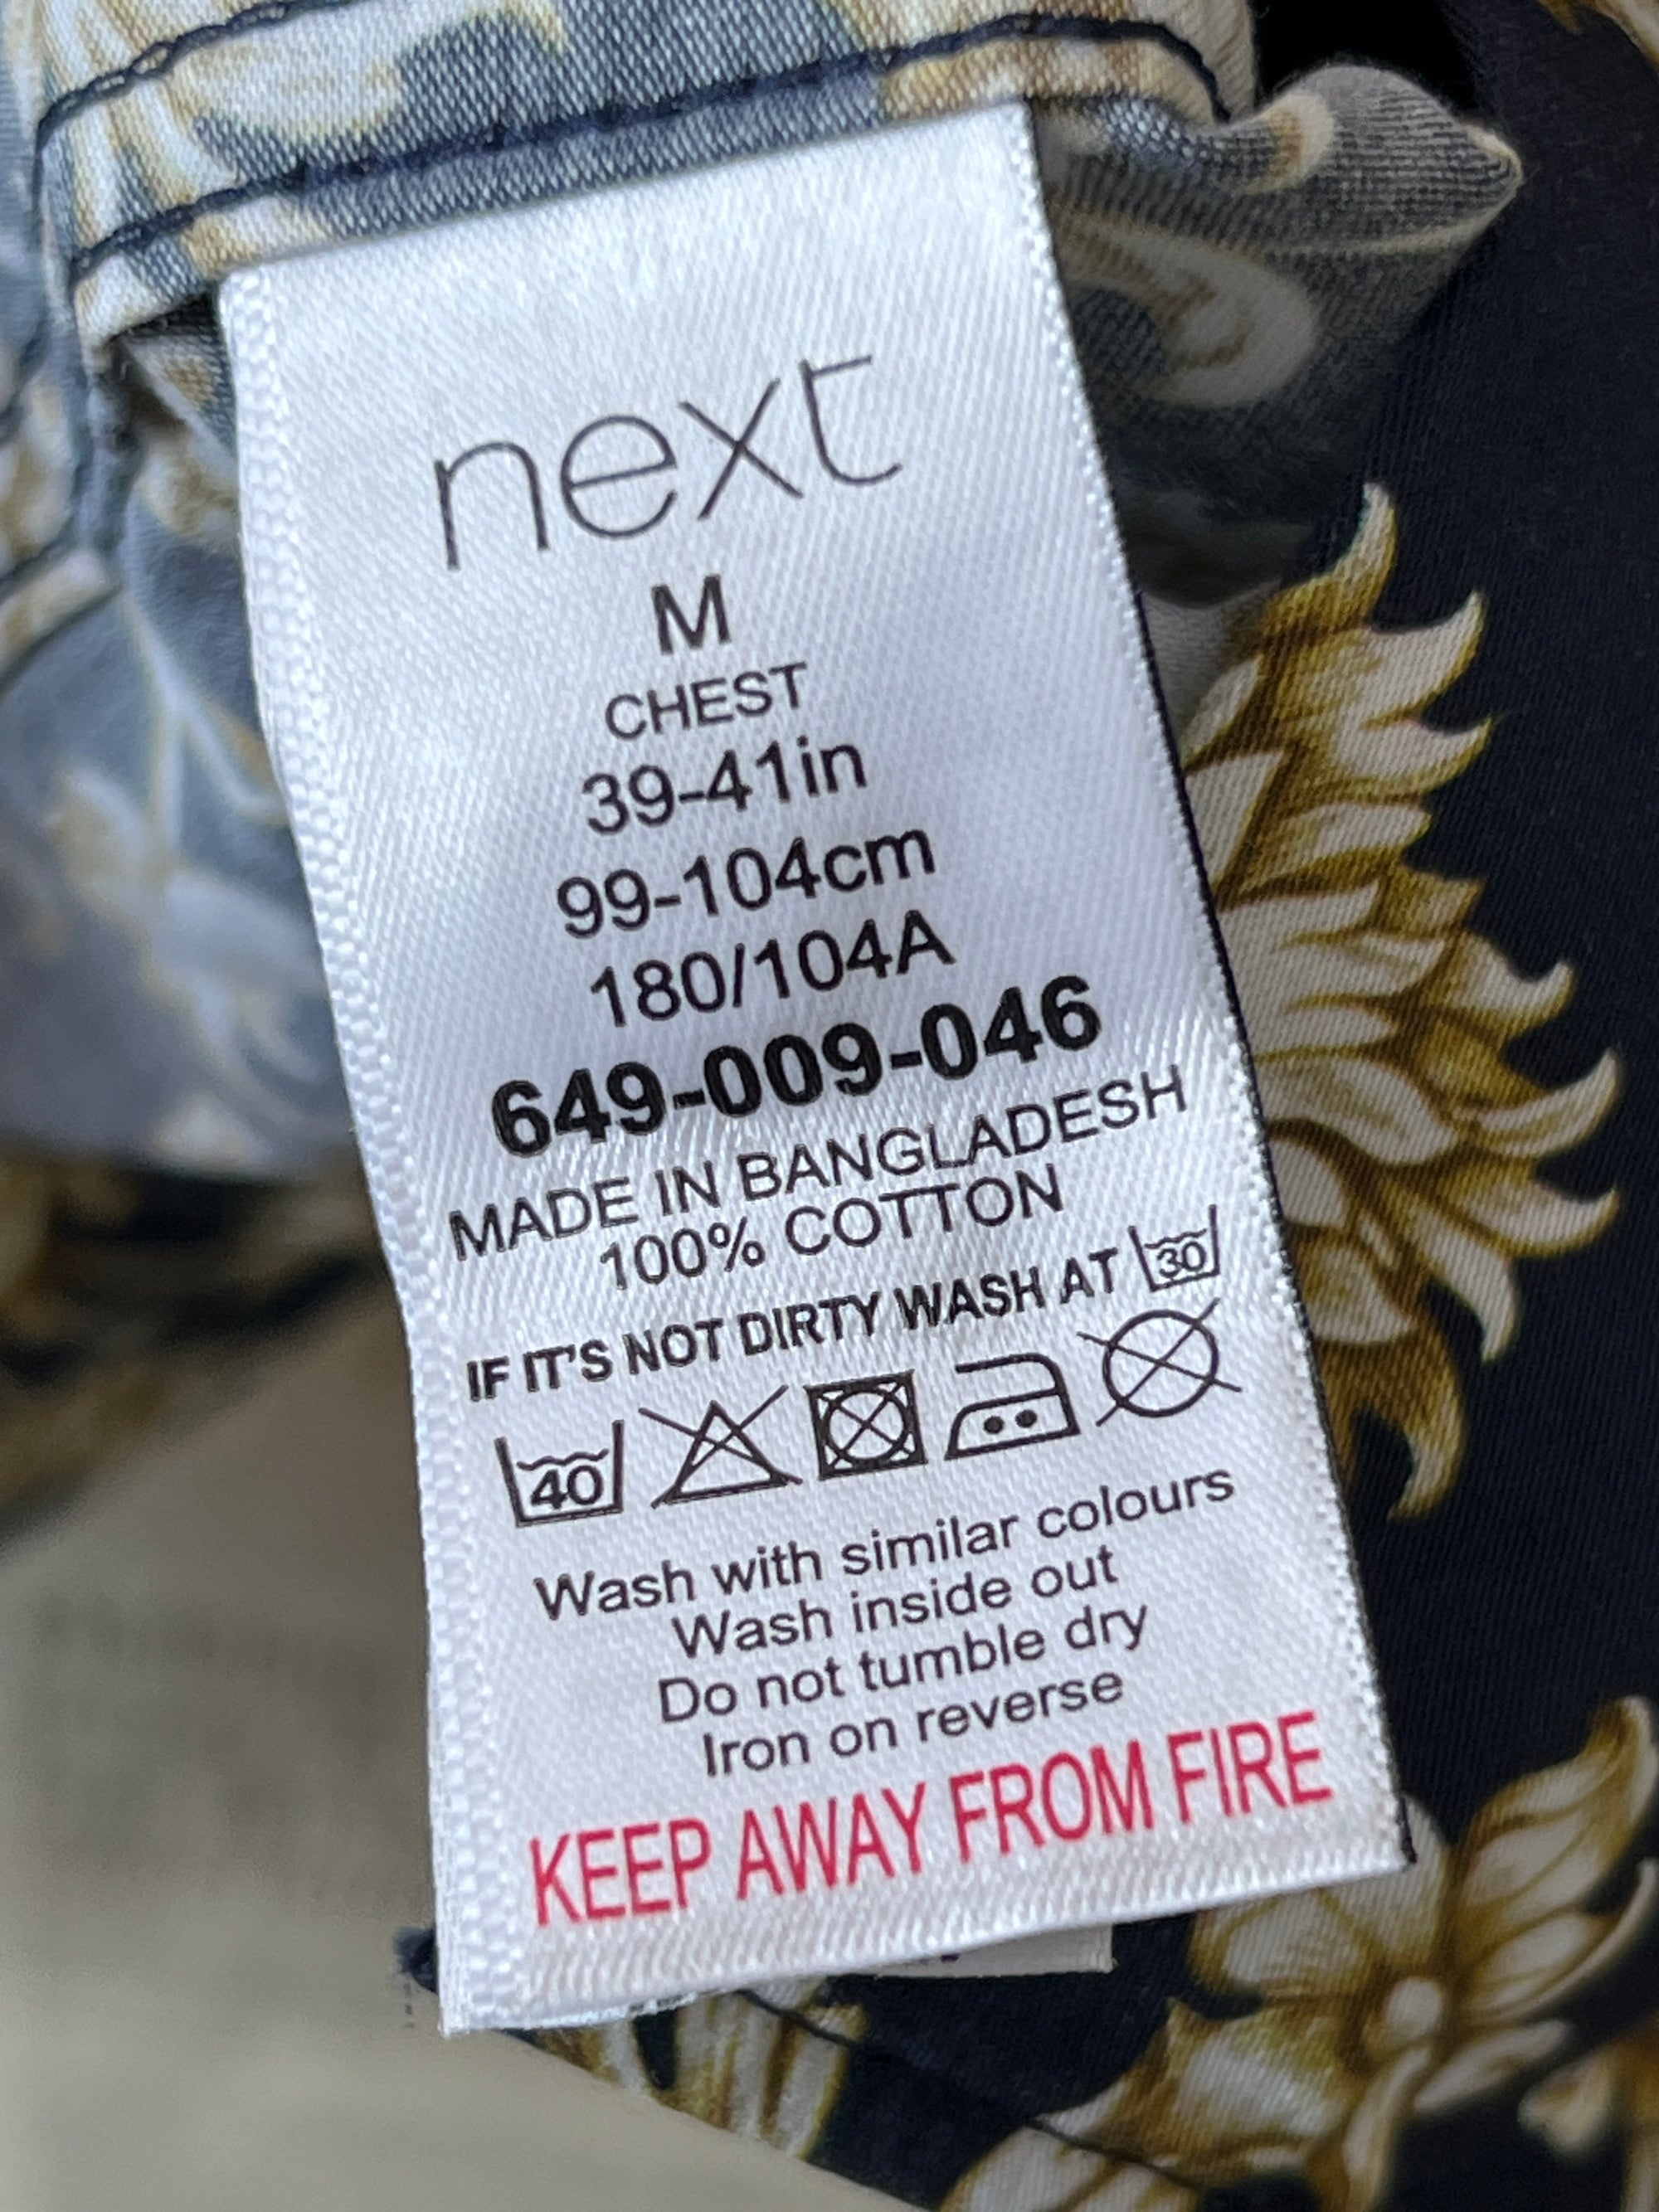 next
M
CHEST
39-41in
99-104cm
180/104A
649-009-046
MADE IN BANGLADESH
100% COTTON
IF IT'S NOT DIRTY WASH AT 30
40
Wash with similar colours
Wash inside out
Do not tumble dry
Iron on reverse
KEEP AWAY FROM FIRE